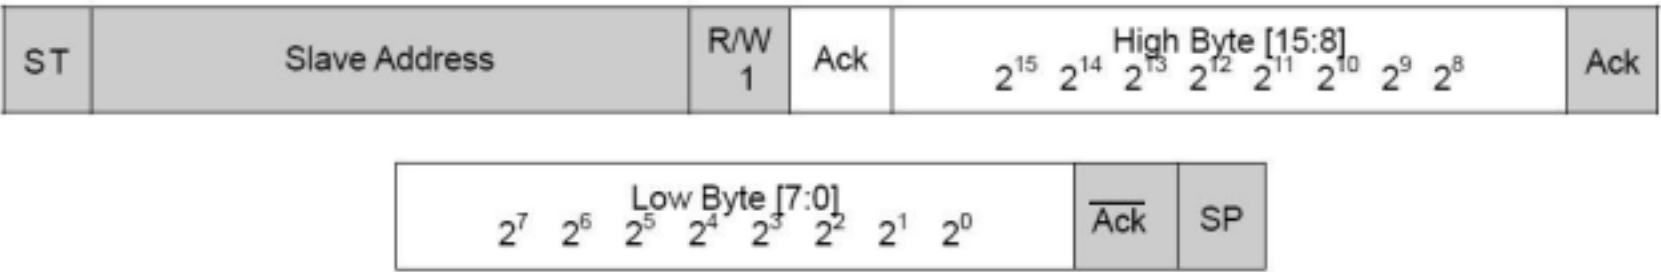 ST Slave Address R/W 1 Ack High Byte [15:8] Ack
2¹⁵ 2¹⁴ 2¹³ 2¹² 2¹¹ 2¹⁰ 2⁹ 2⁸
Low Byte [7:0] A̅c̅k̅ SP
2⁷ 2⁶ 2⁵ 2⁴ 2³ 2² 2¹ 2⁰